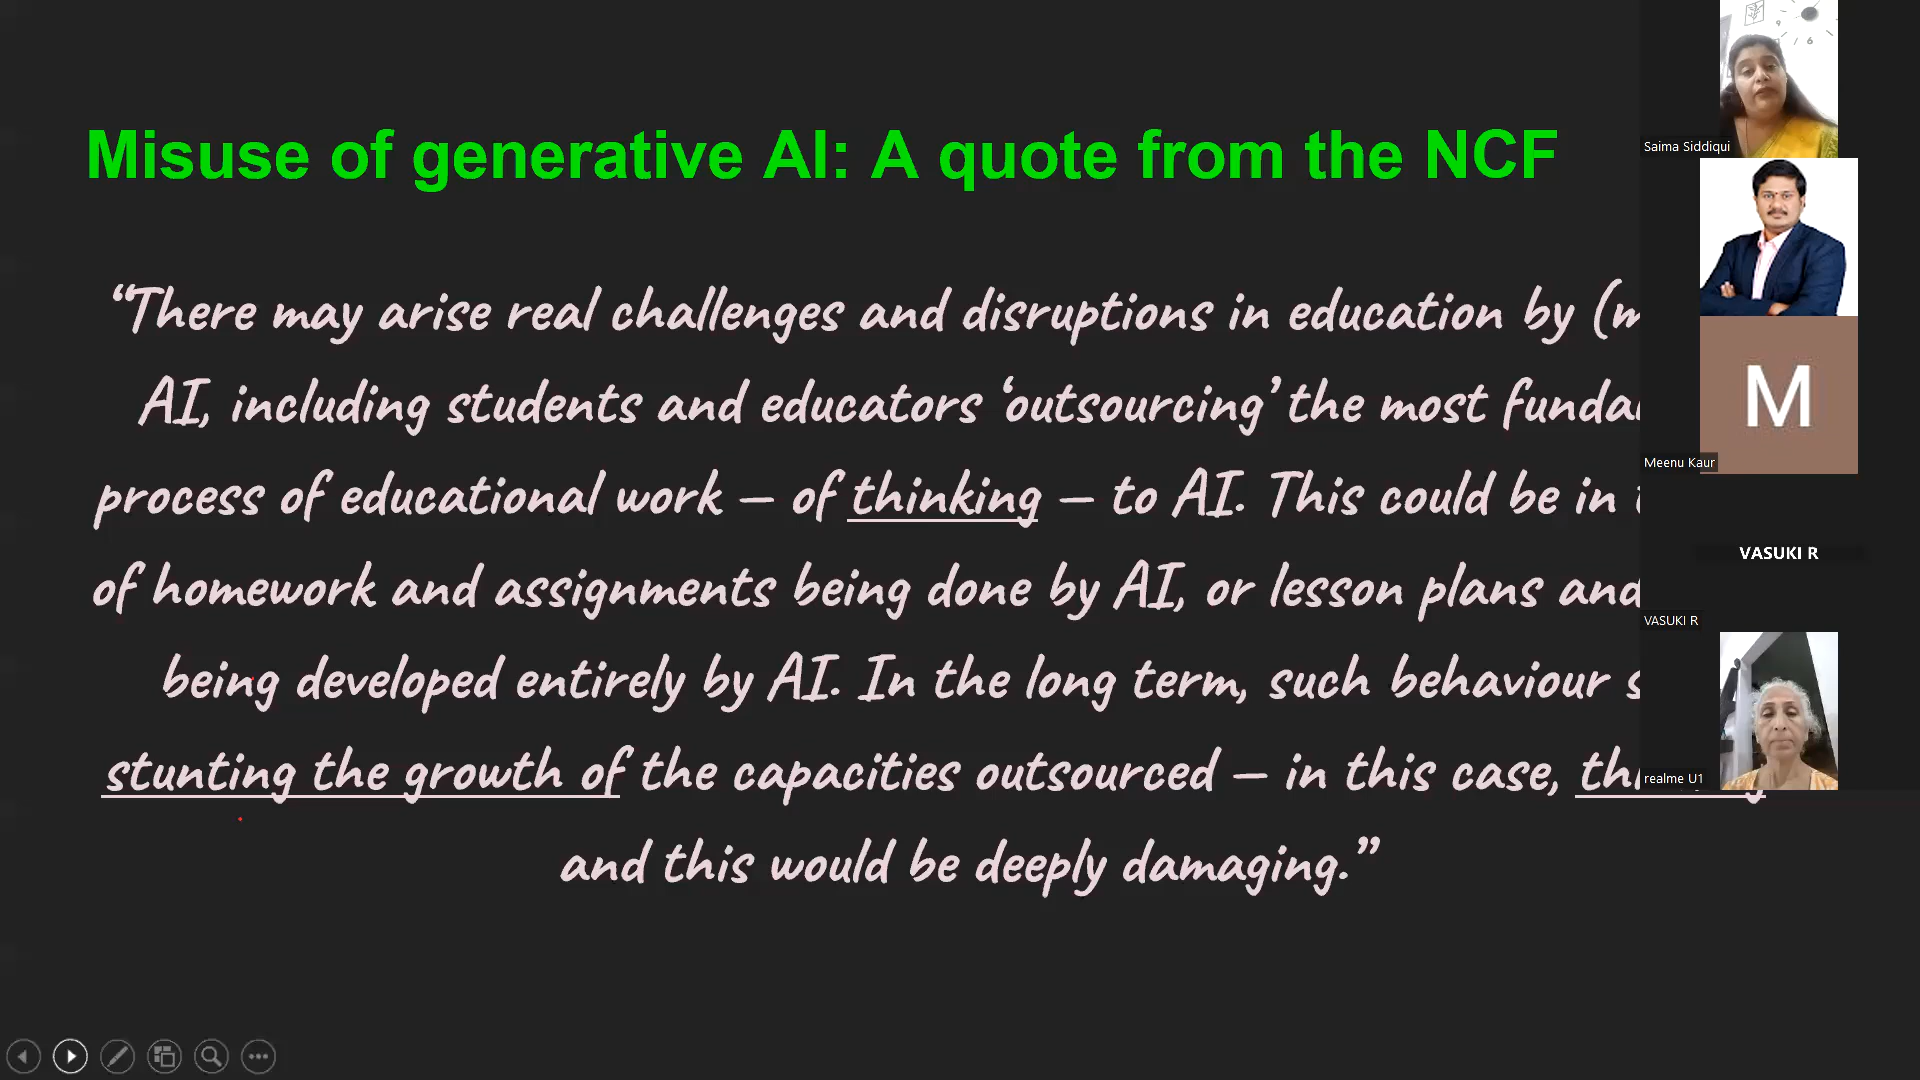 Misuse of generative AI: A quote from the NCF
“There may arise real challenges and disruptions in education by (m
AI, including students and educators ‘outsourcing’ the most funda
process of educational work – of thinking – to AI. This could be in
of homework and assignments being done by AI, or lesson plans and
being developed entirely by AI. In the long term, such behaviour s
stunting the growth of the capacities outsourced – in this case,
and this would be deeply damaging.”
Saima Siddiqui
M
Meenu Kaur
VASUKI R
VASUKI R
realme U1